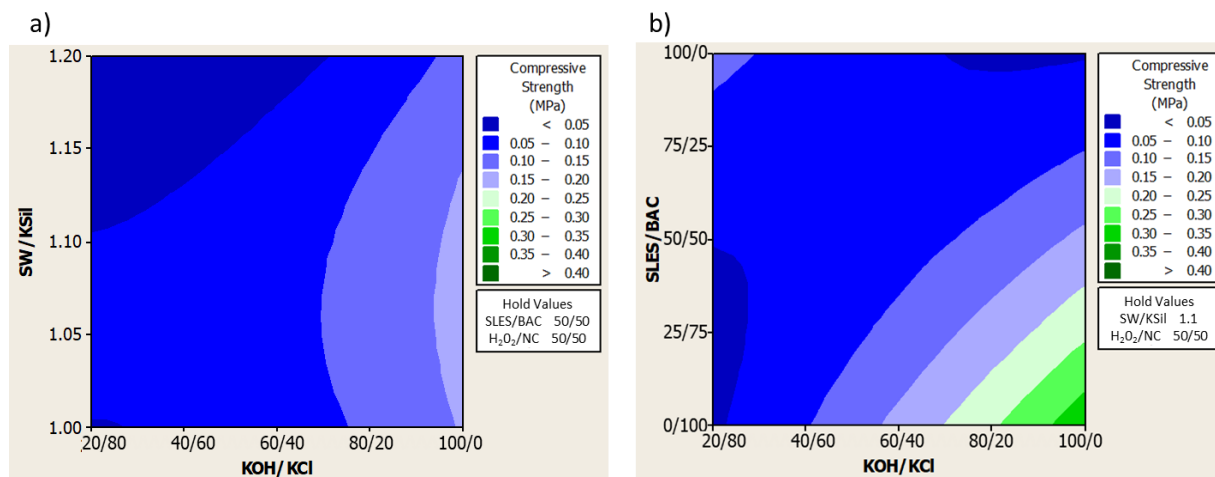 a)
SW/KSil
1.20
1.15
1.10
1.05
1.00
20/80 40/60 60/40 80/20 100/0
KOH/KCl
Compressive
Strength
(MPa)
< 0.05
0.05 – 0.10
0.10 – 0.15
0.15 – 0.20
0.20 – 0.25
0.25 – 0.30
0.30 – 0.35
0.35 – 0.40
> 0.40
Hold Values
SLES/BAC 50/50
H₂O₂/NC 50/50
b)
SLES/BAC
100/0
75/25
50/50
25/75
0/100
20/80 40/60 60/40 80/20 100/0
KOH/KCl
Compressive
Strength
(MPa)
< 0.05
0.05 – 0.10
0.10 – 0.15
0.15 – 0.20
0.20 – 0.25
0.25 – 0.30
0.30 – 0.35
0.35 – 0.40
> 0.40
Hold Values
SW/KSil 1.1
H₂O₂/NC 50/50